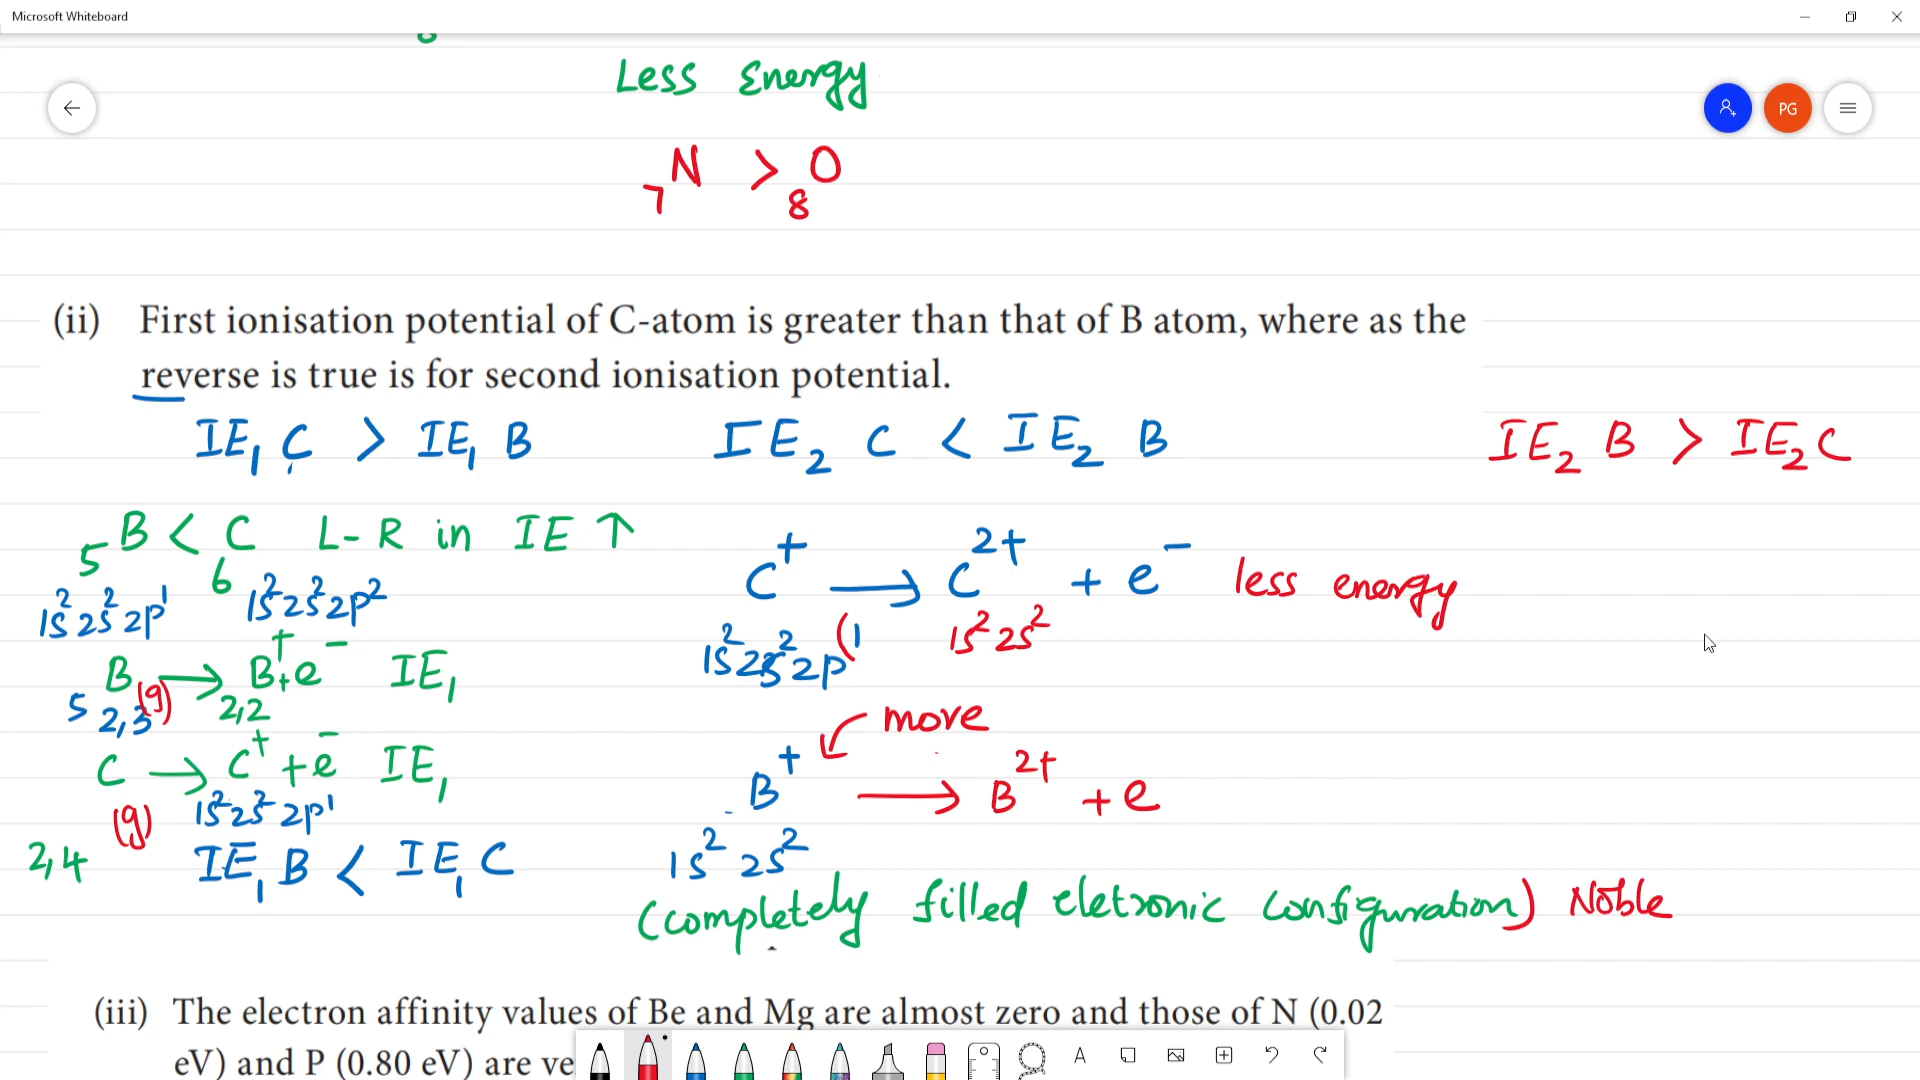 Microsoft Whiteboard
Less Energy
PG
7N > 8O
(ii) First ionisation potential of C-atom is greater than that of B atom, where as the
reverse is true is for second ionisation potential.
IE1 C > IE1 B
IE2 C < IE2 B
IE2 B > IE2 C
5B < 6C L-R in IE ↑
1s² 2s² 2p¹ 1s² 2s² 2p²
B(g) → B⁺ + e⁻ IE1
5 2,3 2,2
C(g) → C⁺ + e⁻ IE1
2,4 1s² 2s² 2p¹
IE1 B < IE1 C
C⁺ → C²⁺ + e⁻ less energy
1s² 2s² 2p¹ 1s² 2s²
more
B⁺ → B²⁺ + e
1s² 2s²
(completely filled eletronic configuration) Noble
(iii) The electron affinity values of Be and Mg are almost zero and those of N (0.02
eV) and P (0.80 eV) are ve
A